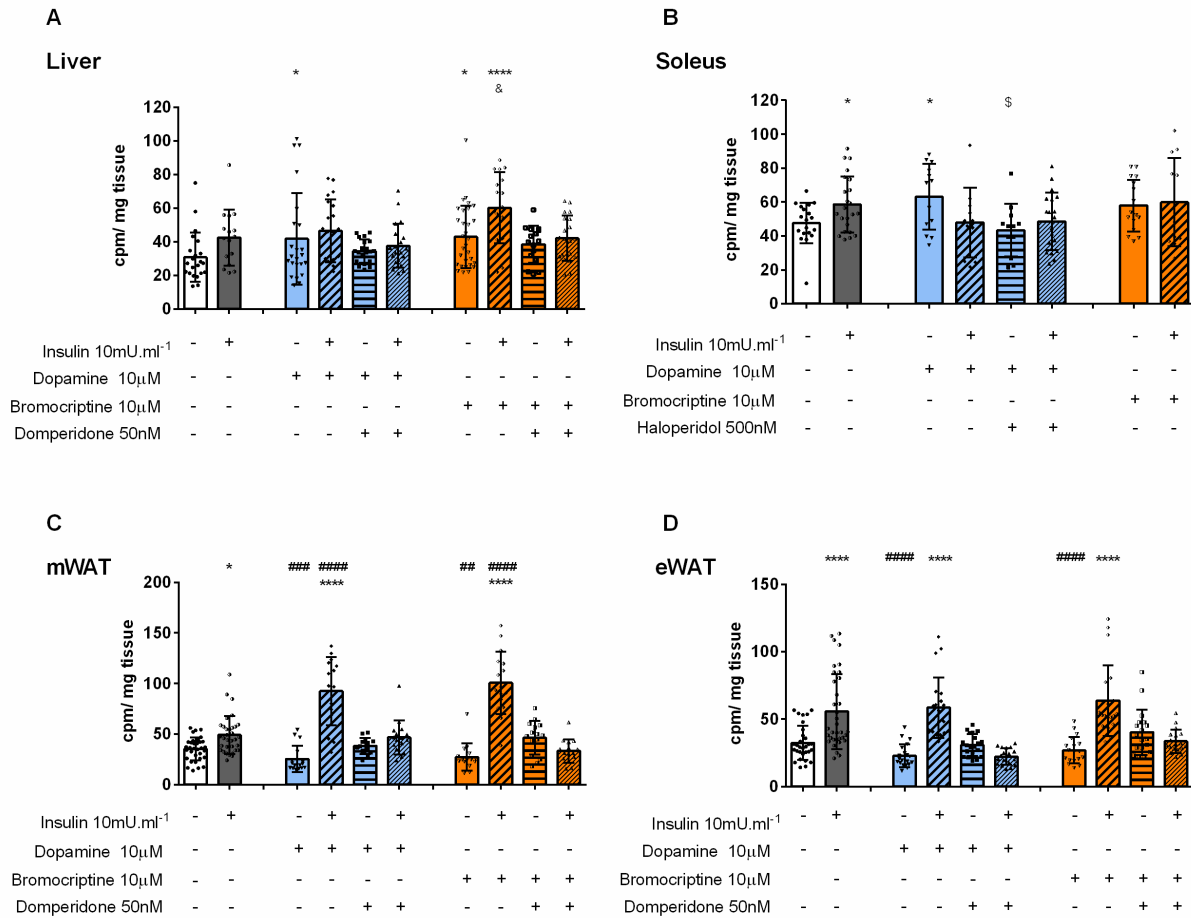 A
Liver
* * ****
&
120
100
80
60
40
20
0
cpm/ mg tissue
Insulin 10mU.ml-1 - + - + - + - + - +
Dopamine 10μM - - + + + + - - - -
Bromocriptine 10μM - - - - - - + + + +
Domperidone 50nM - - - - + + - - + +
B
Soleus
* * $
120
100
80
60
40
20
0
cpm/ mg tissue
Insulin 10mU.ml-1 - + - + - + - +
Dopamine 10μM - - + + + + - -
Bromocriptine 10μM - - - - - - + +
Haloperidol 500nM - - - - + + - -
C
mWAT
* ### #### ## ####
**** ****
200
150
100
50
0
cpm/ mg tissue
Insulin 10mU.ml-1 - + - + - + - + - +
Dopamine 10μM - - + + + + - - - -
Bromocriptine 10μM - - - - - - + + + +
Domperidone 50nM - - - - + + - - + +
D
eWAT
**** #### **** #### ****
150
100
50
0
cpm/ mg tissue
Insulin 10mU.ml-1 - + - + - + - + - +
Dopamine 10μM - - + + + + - - - -
Bromocriptine 10μM - - - - - - + + + +
Domperidone 50nM - - - - + + - - + +